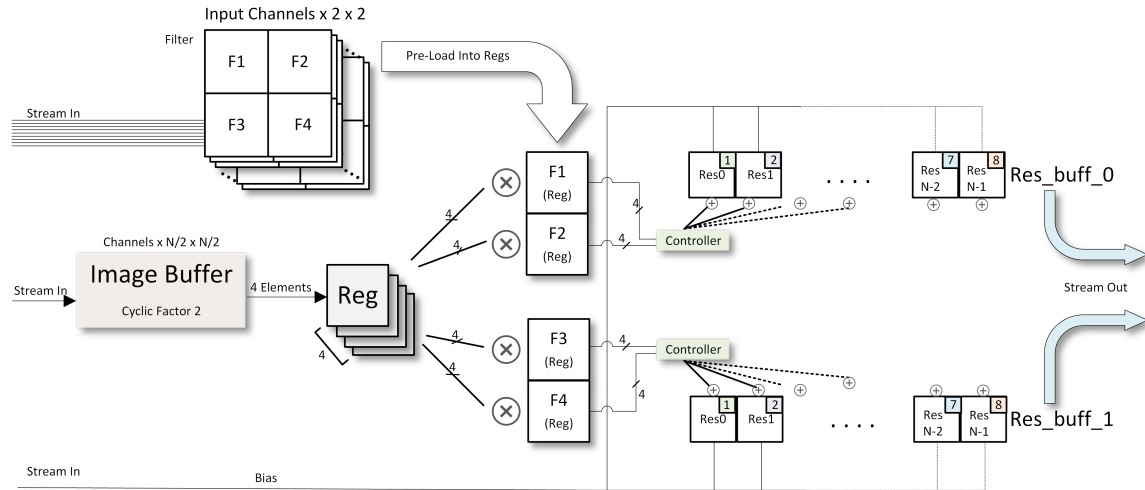 Input Channels x 2 x 2
Filter
F1
F2
F3
F4
Pre-Load Into Regs
Stream In
F1
(Reg)
F2
(Reg)
4
4
4
4
Controller
Res0
1
Res1
2
. . . .
Res
N-2
7
Res
N-1
8
Res_buff_0
Channels x N/2 x N/2
Image Buffer
Cyclic Factor 2
Stream In
4 Elements
Reg
4
Stream Out
4
4
F3
(Reg)
F4
(Reg)
4
4
Controller
Res0
1
Res1
2
. . . .
Res
N-2
7
Res
N-1
8
Res_buff_1
Stream In
Bias